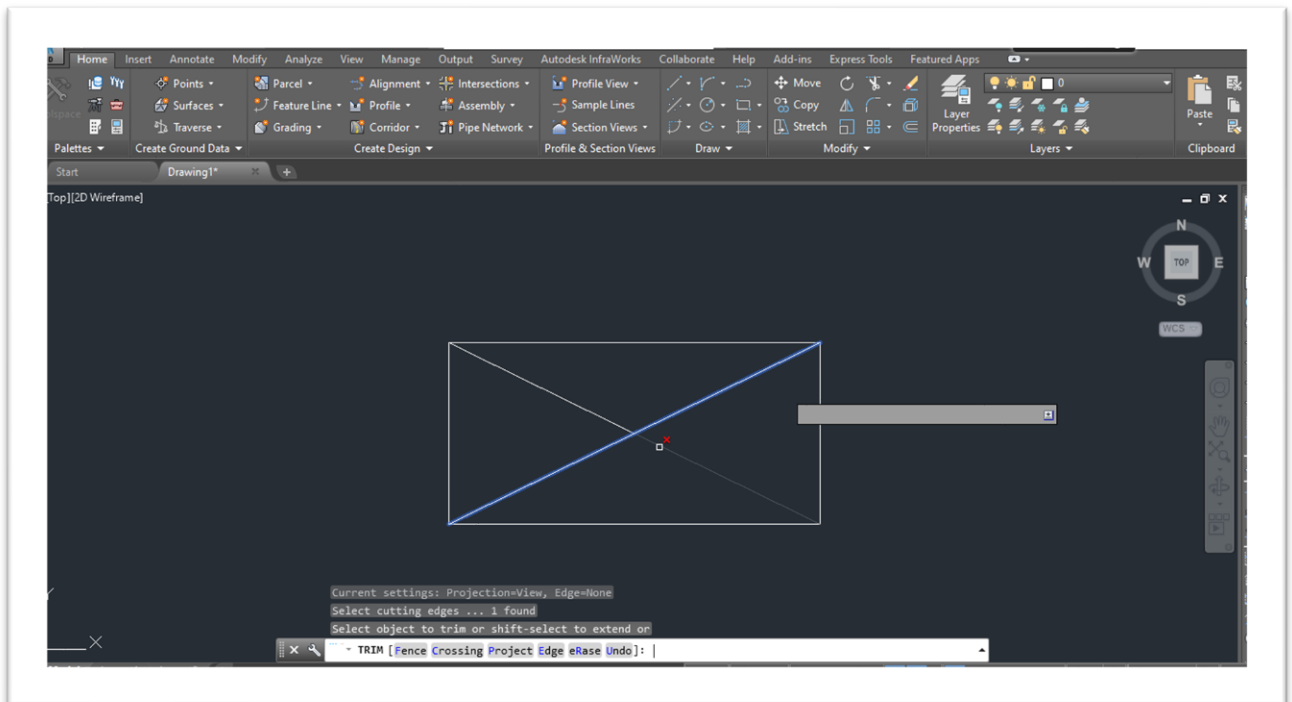 Home Insert Annotate Modify Analyze View Manage Output Survey Autodesk InfraWorks Collaborate Help Add-ins Express Tools Featured Apps
Points Parcel Alignment Intersections Profile View Move 0
Surfaces Feature Line Profile Assembly Sample Lines Copy Layer Paste
Traverse Grading Corridor Pipe Network Section Views Stretch Properties
Palettes Create Ground Data Create Design Profile & Section Views Draw Modify Layers Clipboard
Start Drawing1* +
Top][2D Wireframe]
N
W TOP E
S
WCS
Current settings: Projection=View, Edge=None
Select cutting edges ... 1 found
Select object to trim or shift-select to extend or
TRIM [Fence Crossing Project Edge eRase Undo]:
X